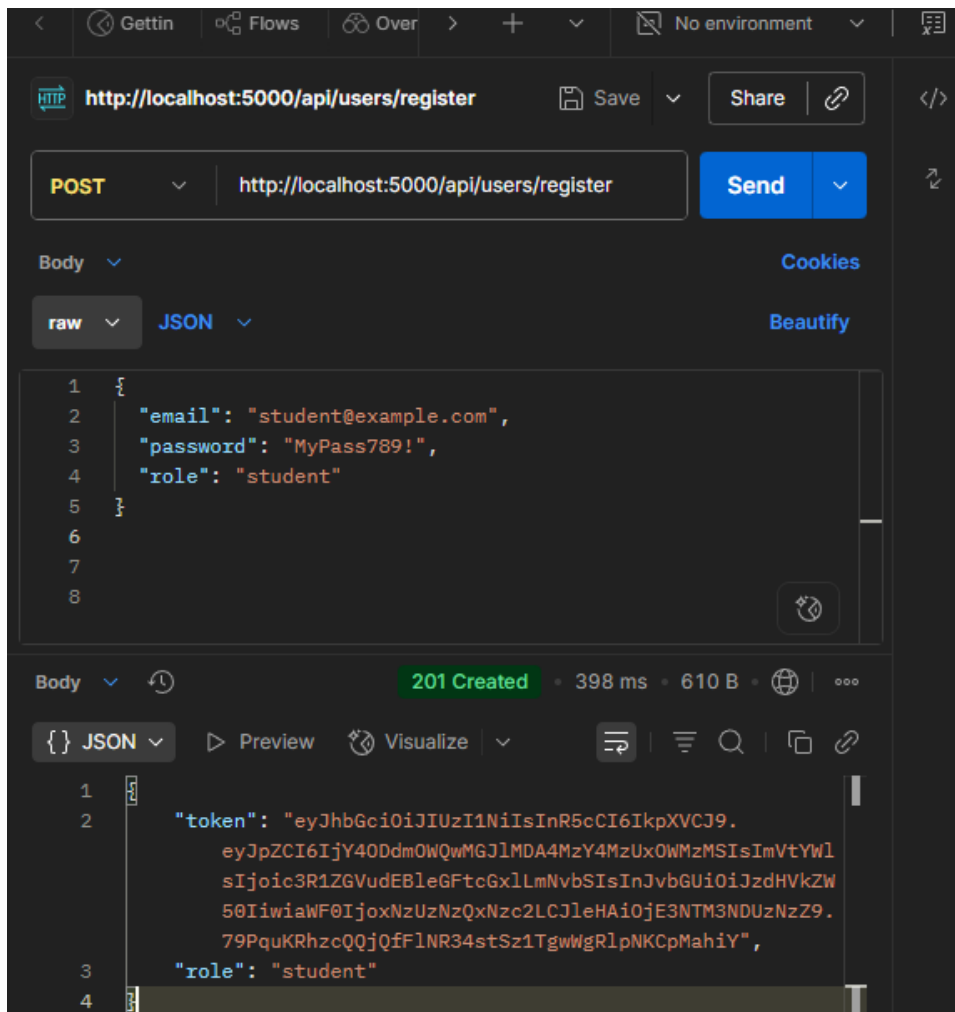 Gettin Flows Over No environment
HTTP http://localhost:5000/api/users/register Save Share
POST http://localhost:5000/api/users/register Send
Body Cookies
raw JSON Beautify
1 {
2 "email": "student@example.com",
3 "password": "MyPass789!",
4 "role": "student"
5 }
6
7
8
Body 201 Created • 398 ms • 610 B •
{} JSON Preview Visualize
1 {
2 "token": "eyJhbGciOiJIUzI1NiIsInR5cCI6IkpXVCJ9.
eyJpZCI6IjY4ODdmOWQwMGJlMDA4MzY4MzUxOWMzMSIsImVtYWl
sIjoic3R1ZGVudEBleGFtcGxlLmNvbSIsInJvbGUiOiJzdHVkZW
50IiwiaWF0IjoxNzUzNzQxNzc2LCJleHAiOjE3NTM3NDUzNzZ9.
79PquKRhzcQQjQfFlNR34stSz1TgwWgRlpNKCpMahiY",
3 "role": "student"
4 }